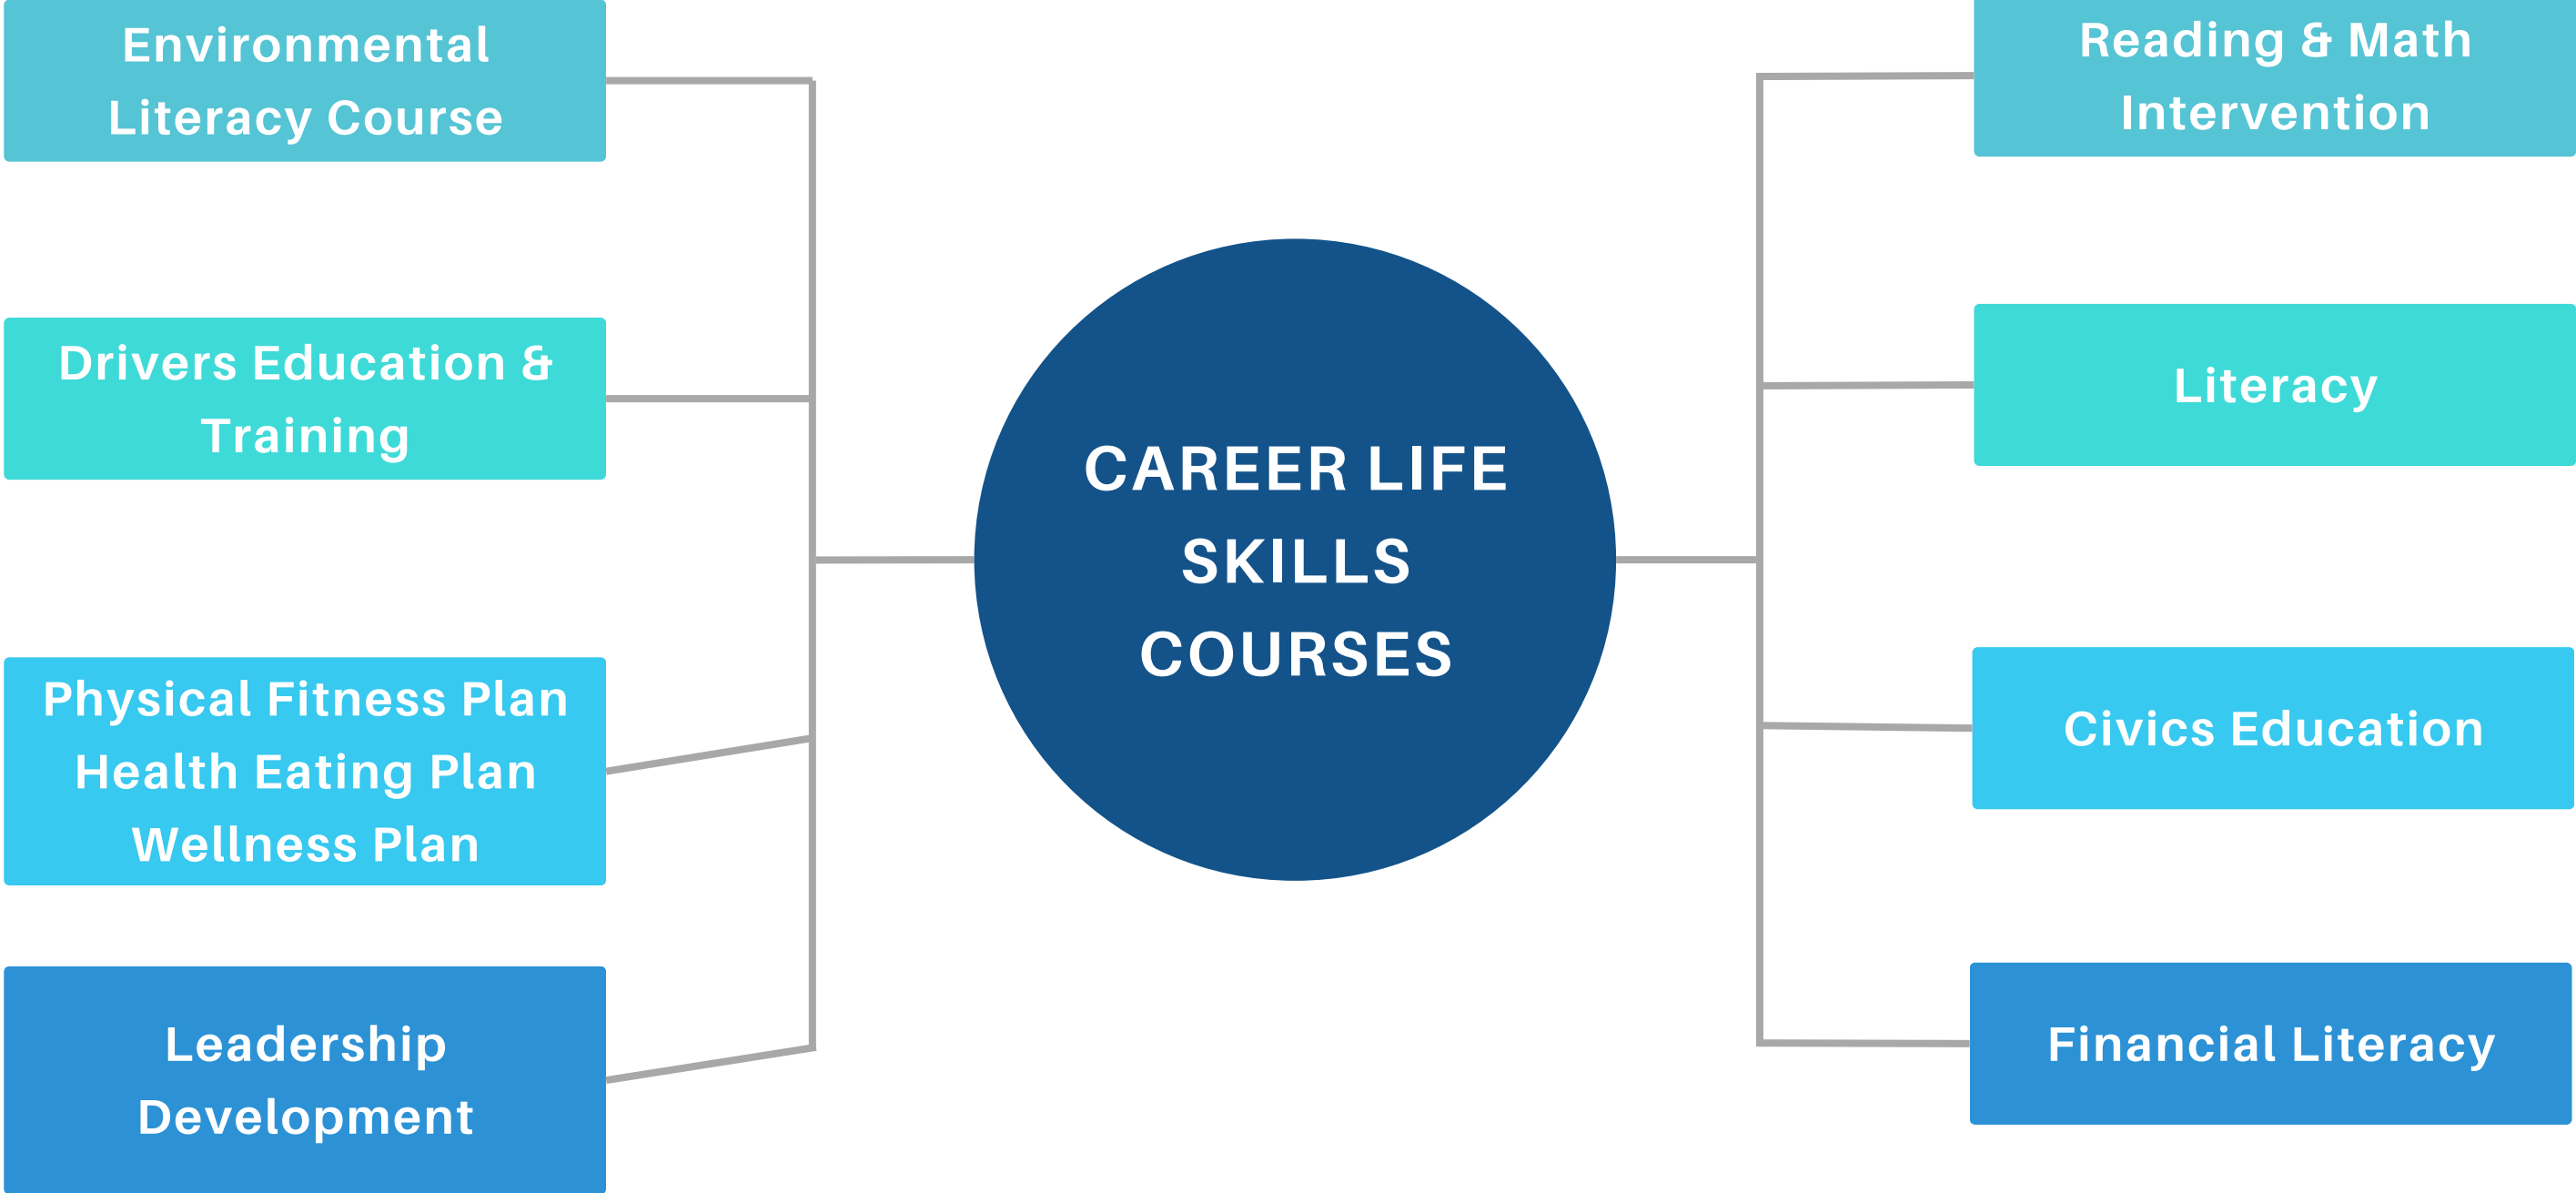 Environmental
Literacy Course
Drivers Education &
Training
Physical Fitness Plan
Health Eating Plan
Wellness Plan
Leadership
Development
CAREER LIFE
SKILLS
COURSES
Reading & Math
Intervention
Literacy
Civics Education
Financial Literacy